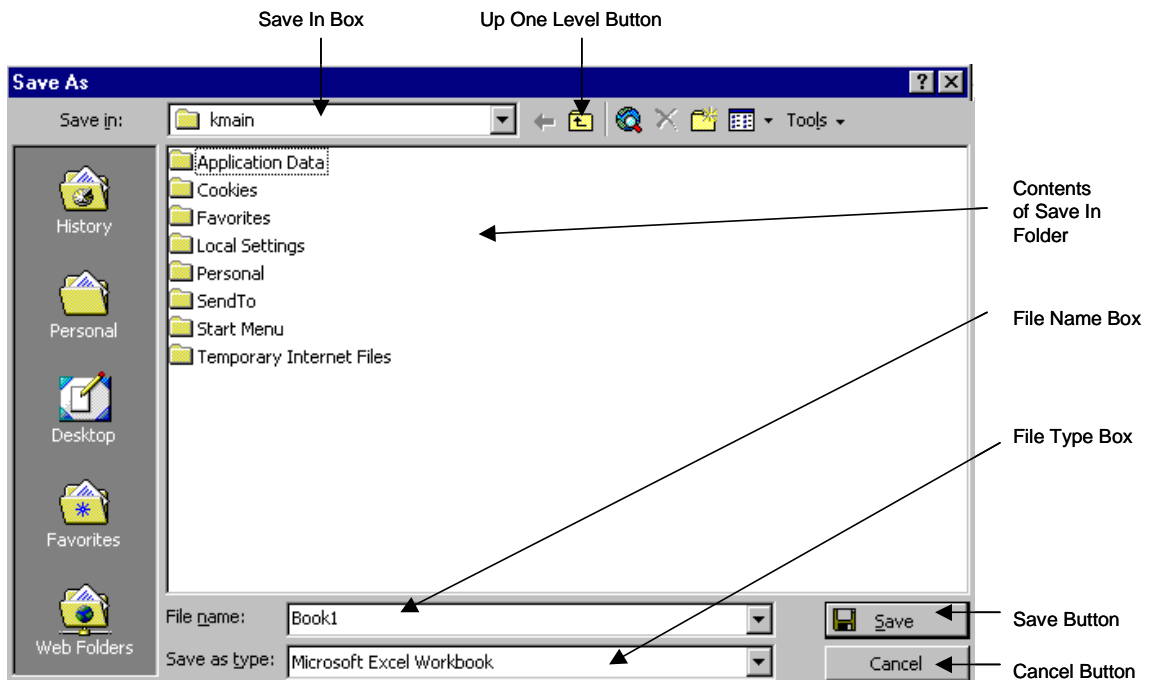 Save In Box
Up One Level Button
Save As
Save in:
kmain
Tools
Application Data
Cookies
Favorites
Local Settings
Personal
SendTo
Start Menu
Temporary Internet Files
History
Personal
Desktop
Favorites
Web Folders
Contents
of Save In
Folder
File Name Box
File Type Box
File name:
Book1
Save
Save Button
Save as type:
Microsoft Excel Workbook
Cancel
Cancel Button